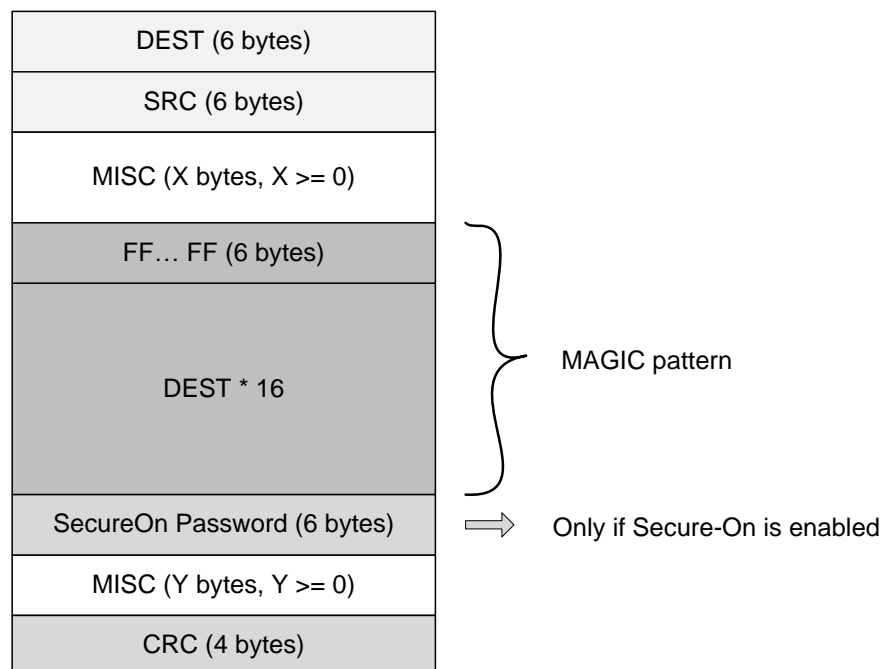 DEST (6 bytes)
SRC (6 bytes)
MISC (X bytes, X >= 0)
FF… FF (6 bytes)
DEST * 16
MAGIC pattern
SecureOn Password (6 bytes)
Only if Secure-On is enabled
MISC (Y bytes, Y >= 0)
CRC (4 bytes)